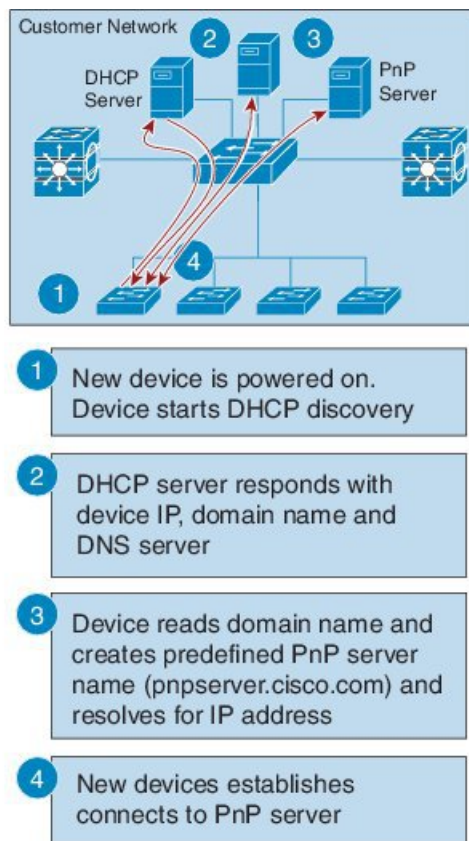 Customer Network
2
3
DHCP
Server
PnP
Server
4
1
1
New device is powered on.
Device starts DHCP discovery
2
DHCP server responds with
device IP, domain name and
DNS server
3
Device reads domain name and
creates predefined PnP server
name (pnpserver.cisco.com) and
resolves for IP address
4
New devices establishes
connects to PnP server